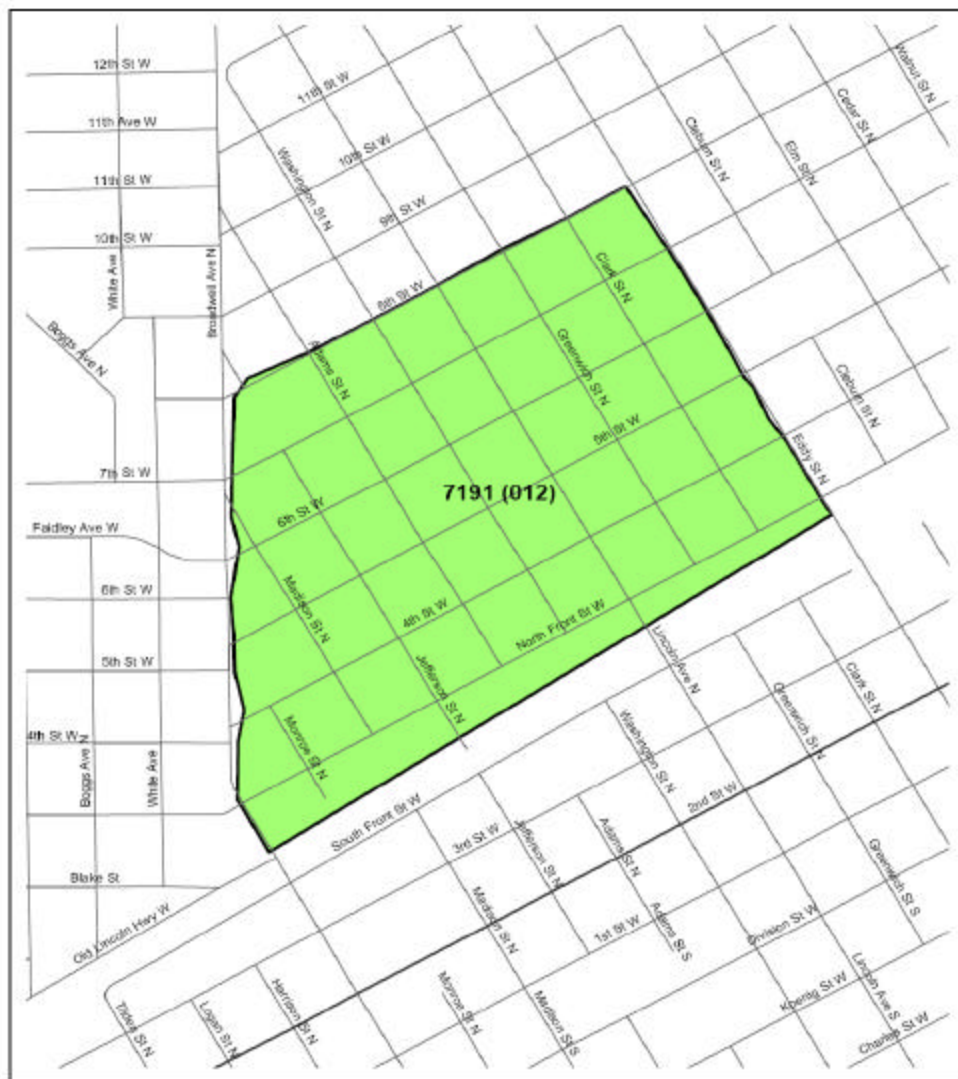 12th St W
11th St W
Walnut St N
11th Ave W
Cedar St N
10th St W
Cleburn St N
Elm St N
Washington St N
11th St W
9th St W
10th St W
White Ave
Broadwell Ave N
Clark St N
8th St W
Boggs Ave N
Adams St N
Greenwich St N
Cleburn St N
5th St W
Eddy St N
7th St W
7191 (012)
6th St W
Faidley Ave W
6th St W
Madison St N
4th St W
North Front St W
Lincoln Ave N
5th St W
Jefferson St N
Clark St N
Greenwich St N
4th St W
Monroe St N
Washington St N
Boggs Ave N
White Ave
2nd St W
South Front St W
3rd St W
Jefferson St N
Adams St N
Blake St
Greenwich St S
Madison St N
Old Lincoln Hwy W
1st St W
Adams St S
Division St W
Lincoln Ave S
Tilden St N
Logan St N
Harrison St N
Monroe St N
Madison St S
Koenig St W
Charles St W